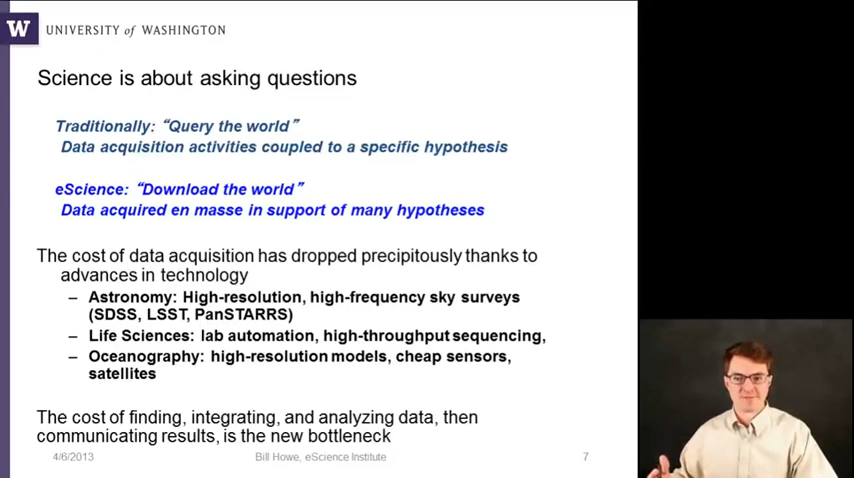 W
UNIVERSITY of WASHINGTON
Science is about asking questions
Traditionally: “Query the world”
Data acquisition activities coupled to a specific hypothesis
eScience: “Download the world”
Data acquired en masse in support of many hypotheses
The cost of data acquisition has dropped precipitously thanks to
advances in technology
– Astronomy: High-resolution, high-frequency sky surveys
(SDSS, LSST, PanSTARRS)
– Life Sciences: lab automation, high-throughput sequencing,
– Oceanography: high-resolution models, cheap sensors,
satellites
The cost of finding, integrating, and analyzing data, then
communicating results, is the new bottleneck
4/6/2013
Bill Howe, eScience Institute
7